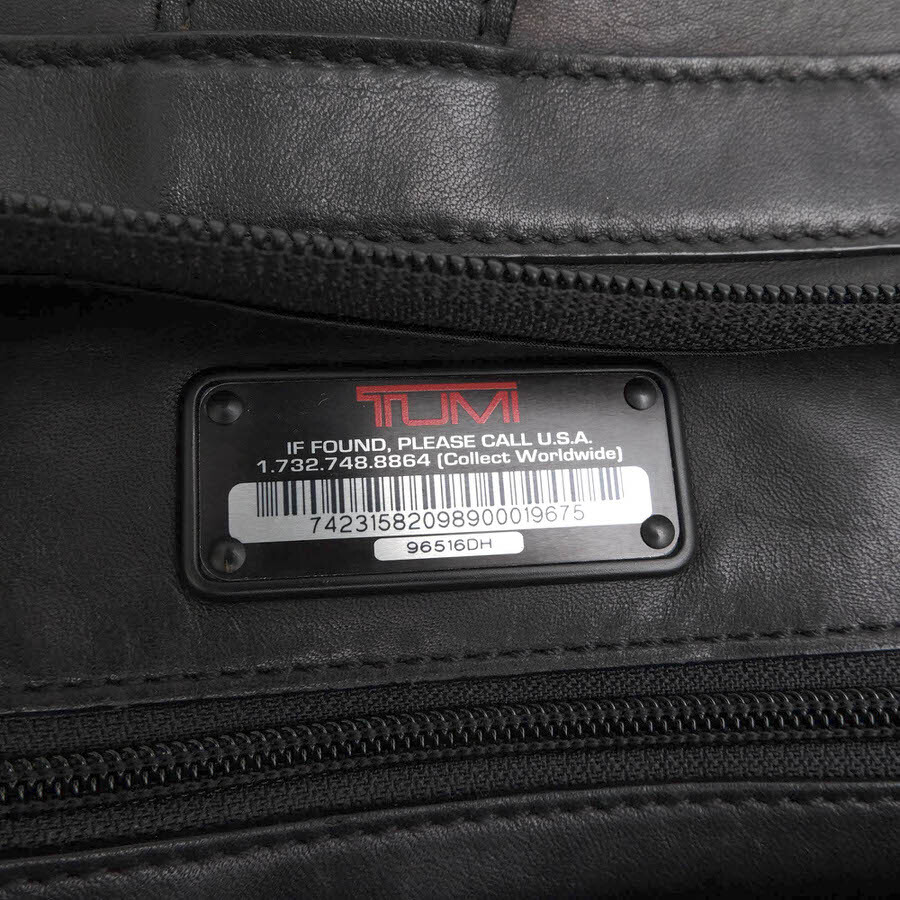 TUMI
IF FOUND, PLEASE CALL U.S.A.
1.732.748.8864 (Collect Worldwide)
74231582098900019675
96516DH